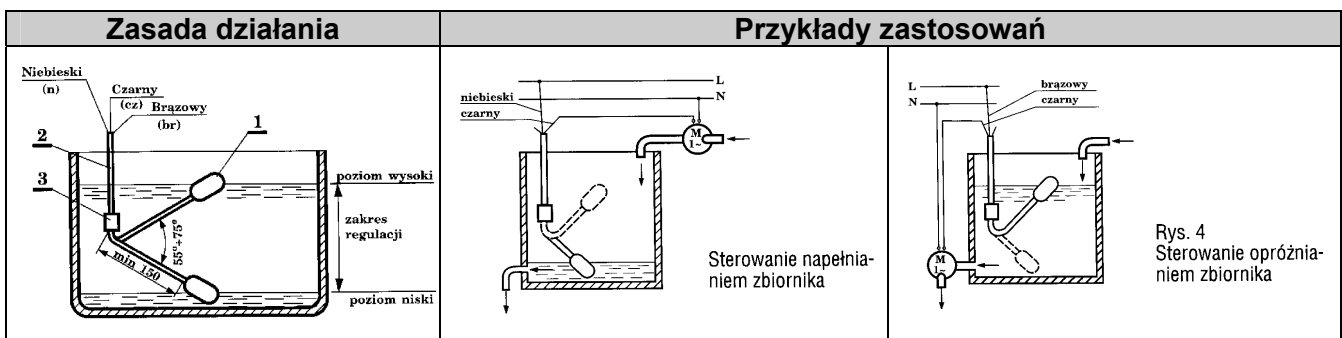 Zasada działania
Przykłady zastosowań
Niebieski
(n)
Czarny
(cz)
Brązowy
(br)
1
2
3
poziom wysoki
zakres
regulacji
55°÷75°
min 150
poziom niski
L
N
niebieski
czarny
M
1~
Sterowanie napełnia-
niem zbiornika
L
N
brązowy
czarny
M
1~
Rys. 4
Sterowanie opróżnia-
niem zbiornika